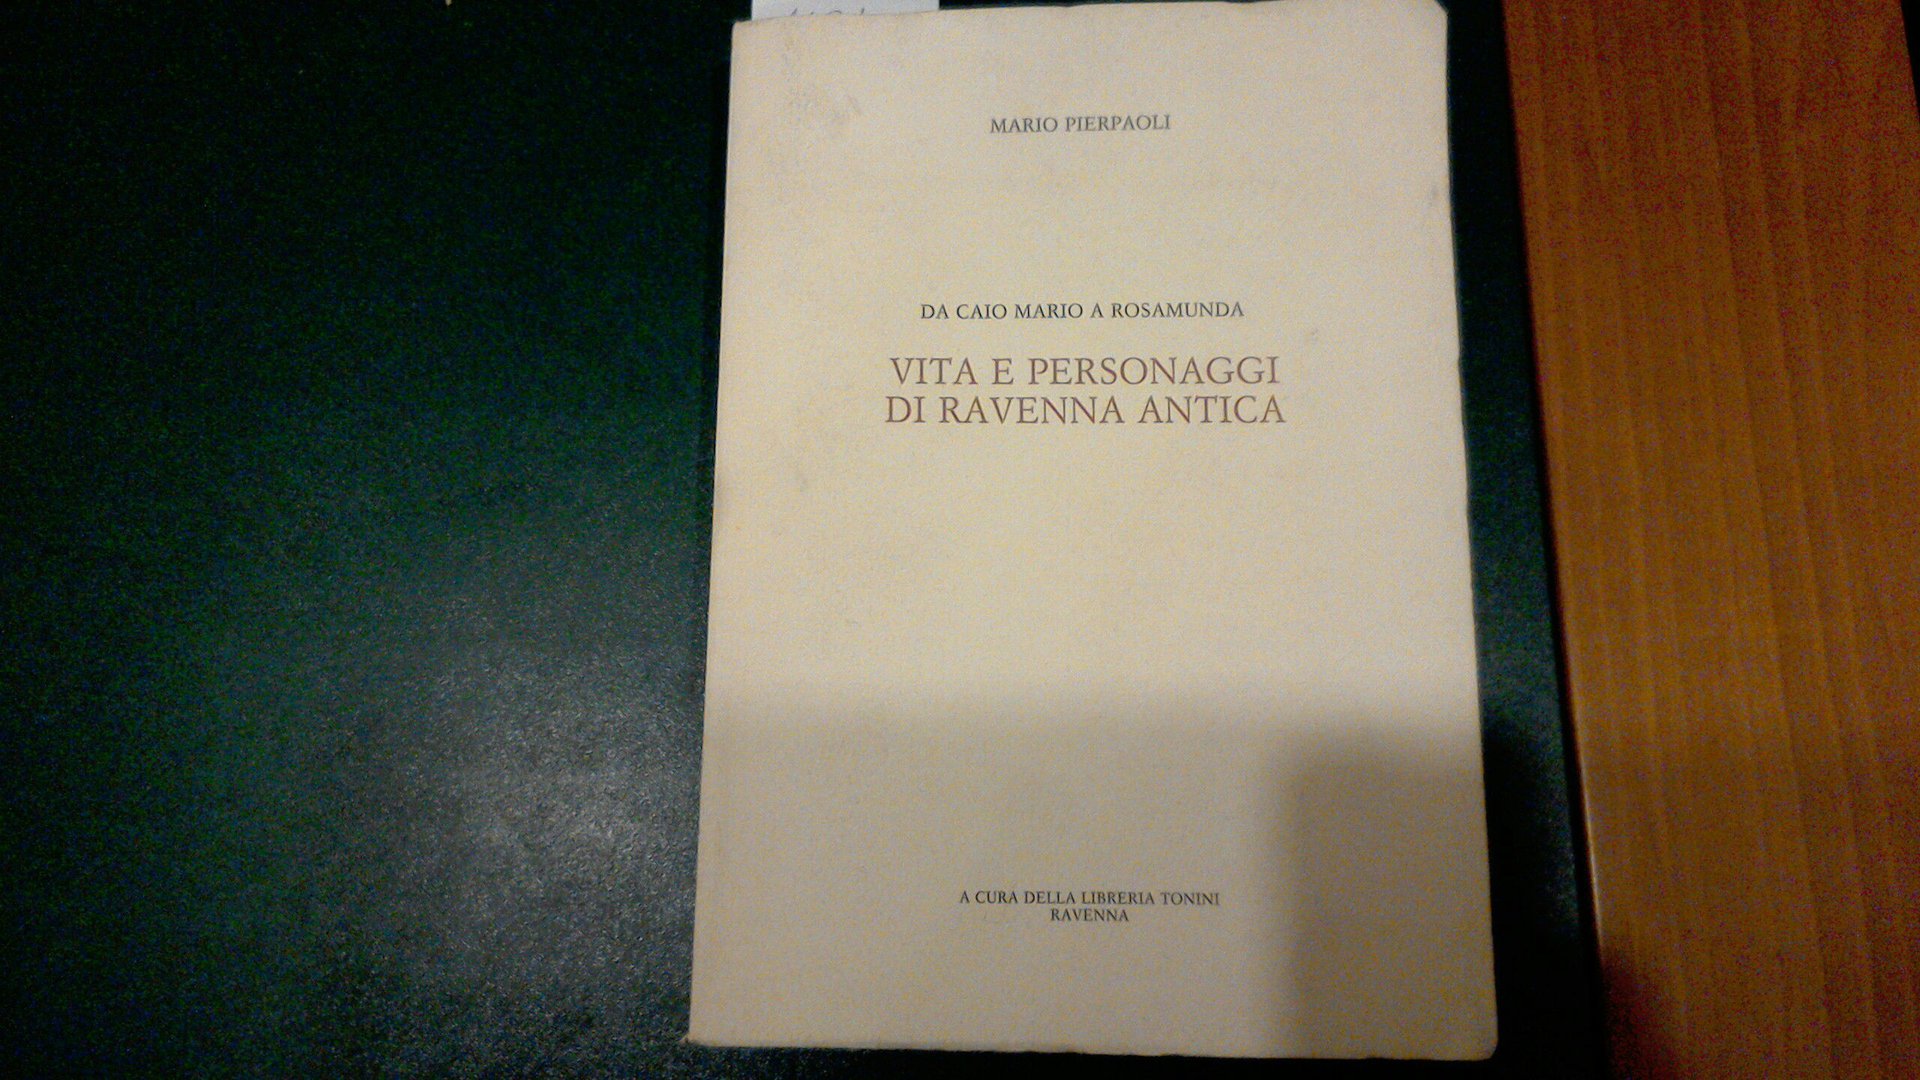 MARIO PIERPAOLI
DA CAIO MARIO A ROSAMUNDA
VITA E PERSONAGGI
DI RAVENNA ANTICA
A CURA DELLA LIBRERIA TONINI
RAVENNA